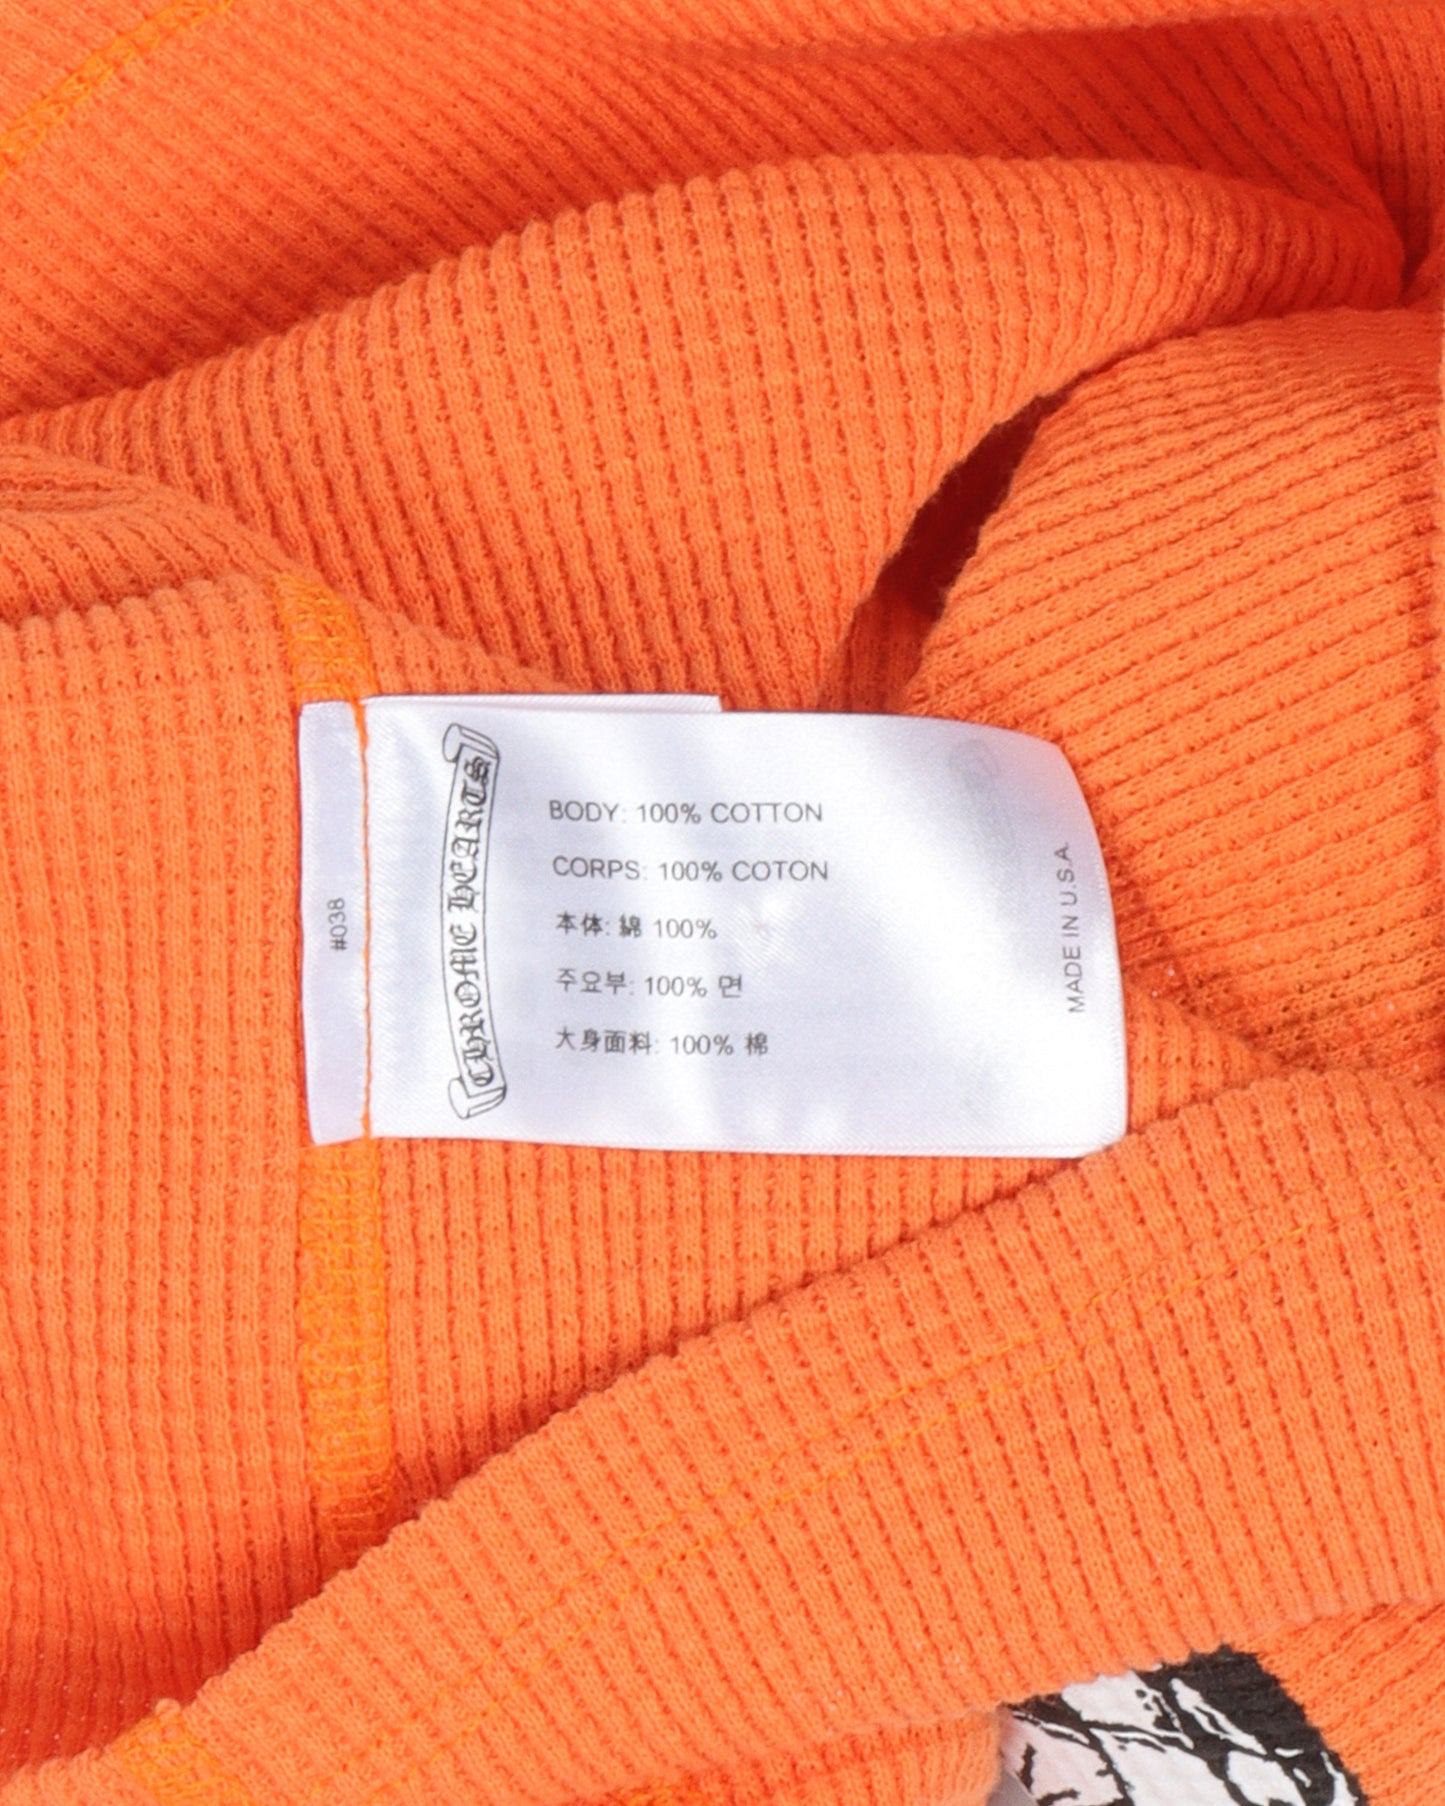 #038
CHROME HEARTS
BODY: 100% COTTON
CORPS: 100% COTON
本体: 綿 100%
주요부: 100% 면
大身面料: 100% 棉
MADE IN U.S.A.